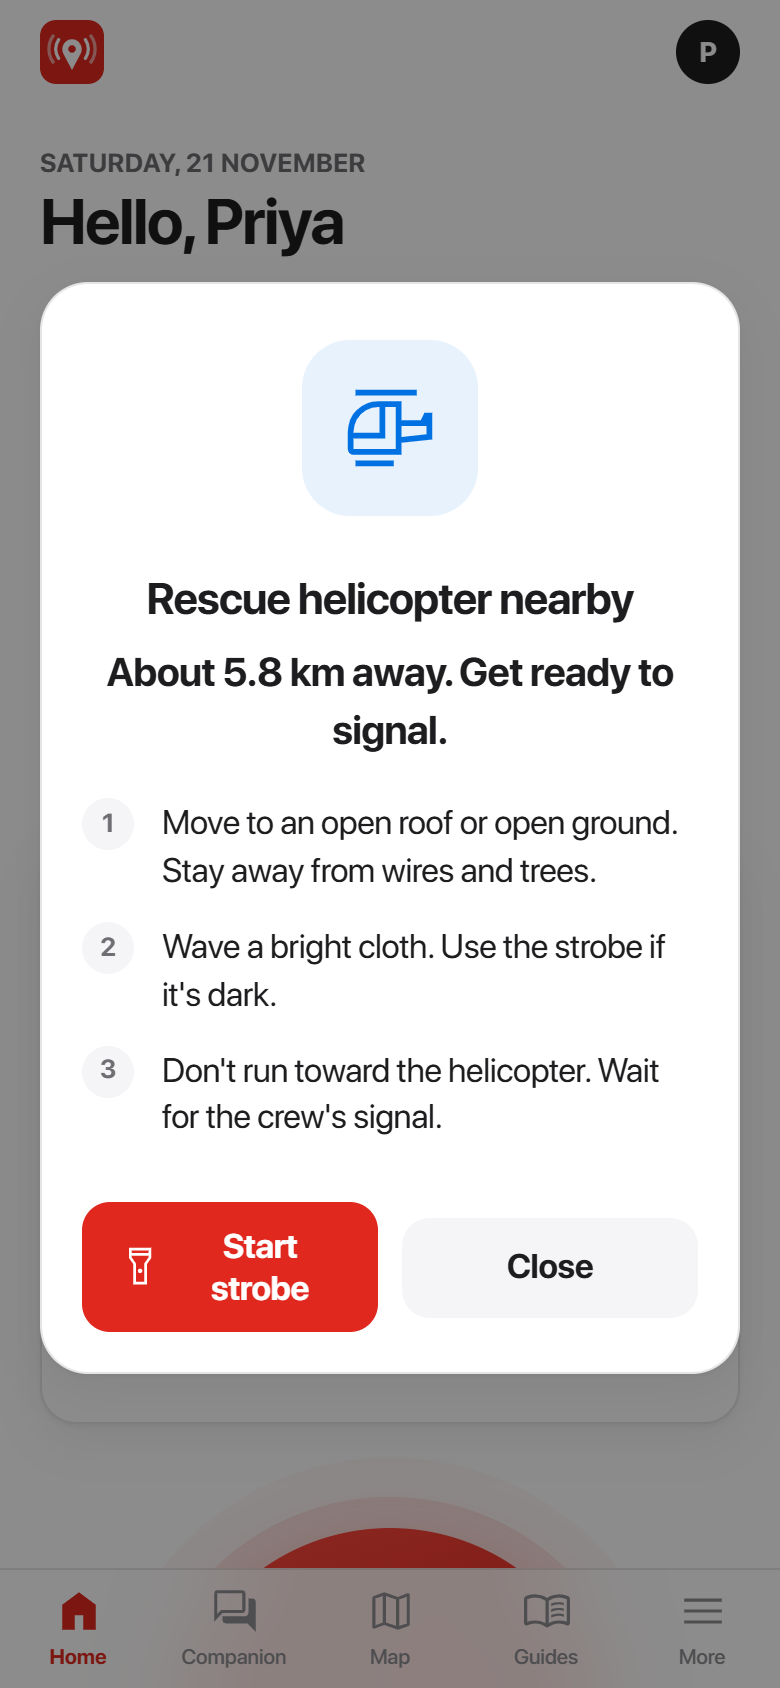 P
SATURDAY, 21 NOVEMBER
Hello, Priya
Rescue helicopter nearby
About 5.8 km away. Get ready to
signal.
1 Move to an open roof or open ground.
Stay away from wires and trees.
2 Wave a bright cloth. Use the strobe if
it's dark.
3 Don't run toward the helicopter. Wait
for the crew's signal.
Start
strobe
Close
Home
Companion
Map
Guides
More